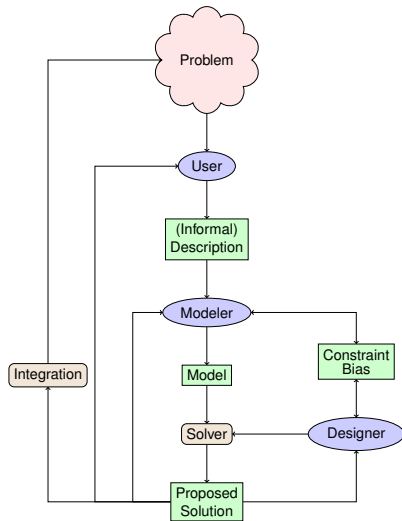 Problem
User
(Informal)
Description
Modeler
Integration
Model
Constraint
Bias
Solver
Designer
Proposed
Solution